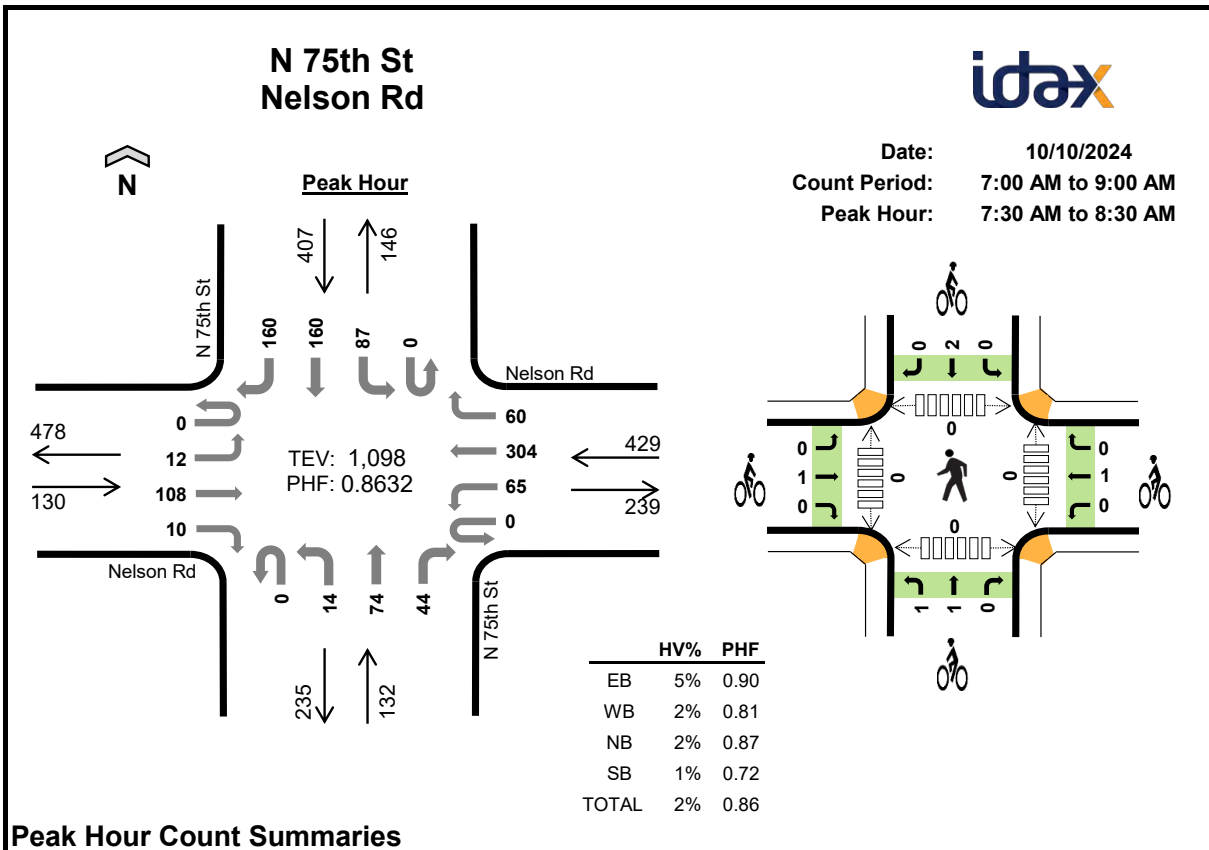 N 75th St
Nelson Rd
idax
N
Peak Hour
Date: 10/10/2024
Count Period: 7:00 AM to 9:00 AM
Peak Hour: 7:30 AM to 8:30 AM
407
146
N 75th St
160
160
87
0
Nelson Rd
0
12
108
10
478
130
TEV: 1,098
PHF: 0.8632
60
304
65
0
429
239
Nelson Rd
0
14
74
44
N 75th St
235
132
0
2
0
0
0
1
0
0
0
0
1
0
0
1
1
0
HV% PHF
EB 5% 0.90
WB 2% 0.81
NB 2% 0.87
SB 1% 0.72
TOTAL 2% 0.86
Peak Hour Count Summaries